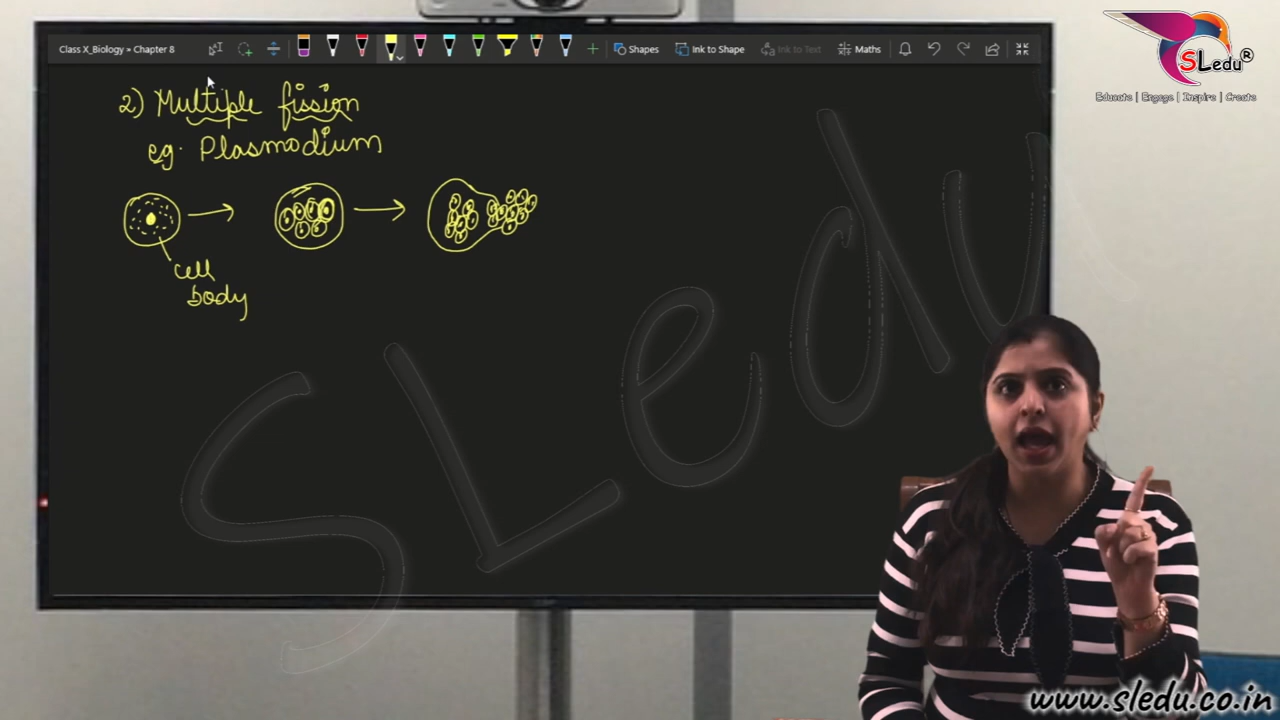 Class X_Biology » Chapter 8
Shapes
Ink to Shape
Ink to Text
Maths
2) Multiple fission
eg. Plasmodium
cell
body
SLedu
SLedu®
Educate | Engage | Inspire | Create
www.sledu.co.in